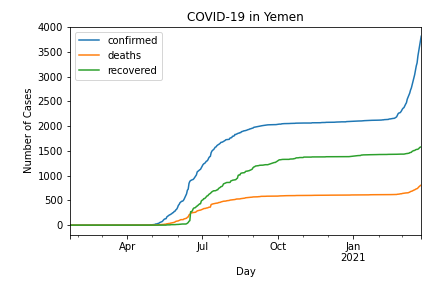 COVID-19 in Yemen
confirmed
deaths
recovered
Number of Cases
4000
3500
3000
2500
2000
1500
1000
500
0
Apr Jul Oct Jan
2021
Day